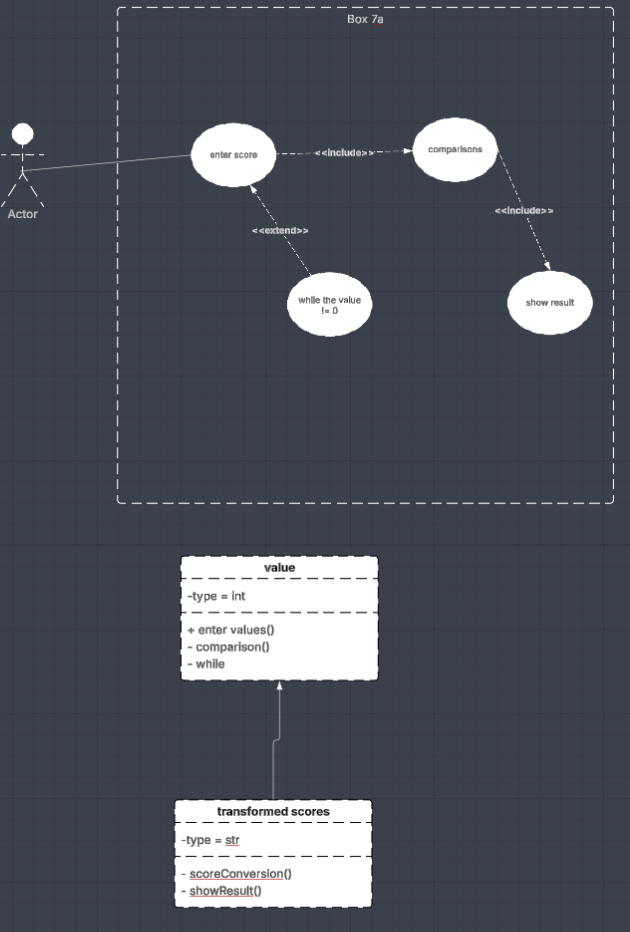 Box 7a
Actor
enter score
<<include>>
comparisons
<<include>>
<<extend>>
while the value
!= 0
show result
value
-type = int
+ enter values()
- comparison()
- while
transformed scores
-type = str
- scoreConversion()
- showResult()